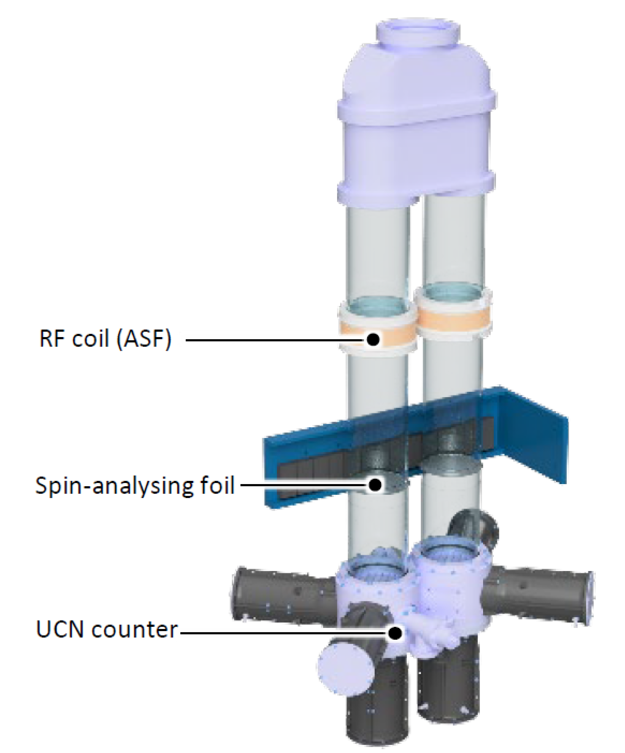 RF coil (ASF)
Spin-analysing foil
UCN counter